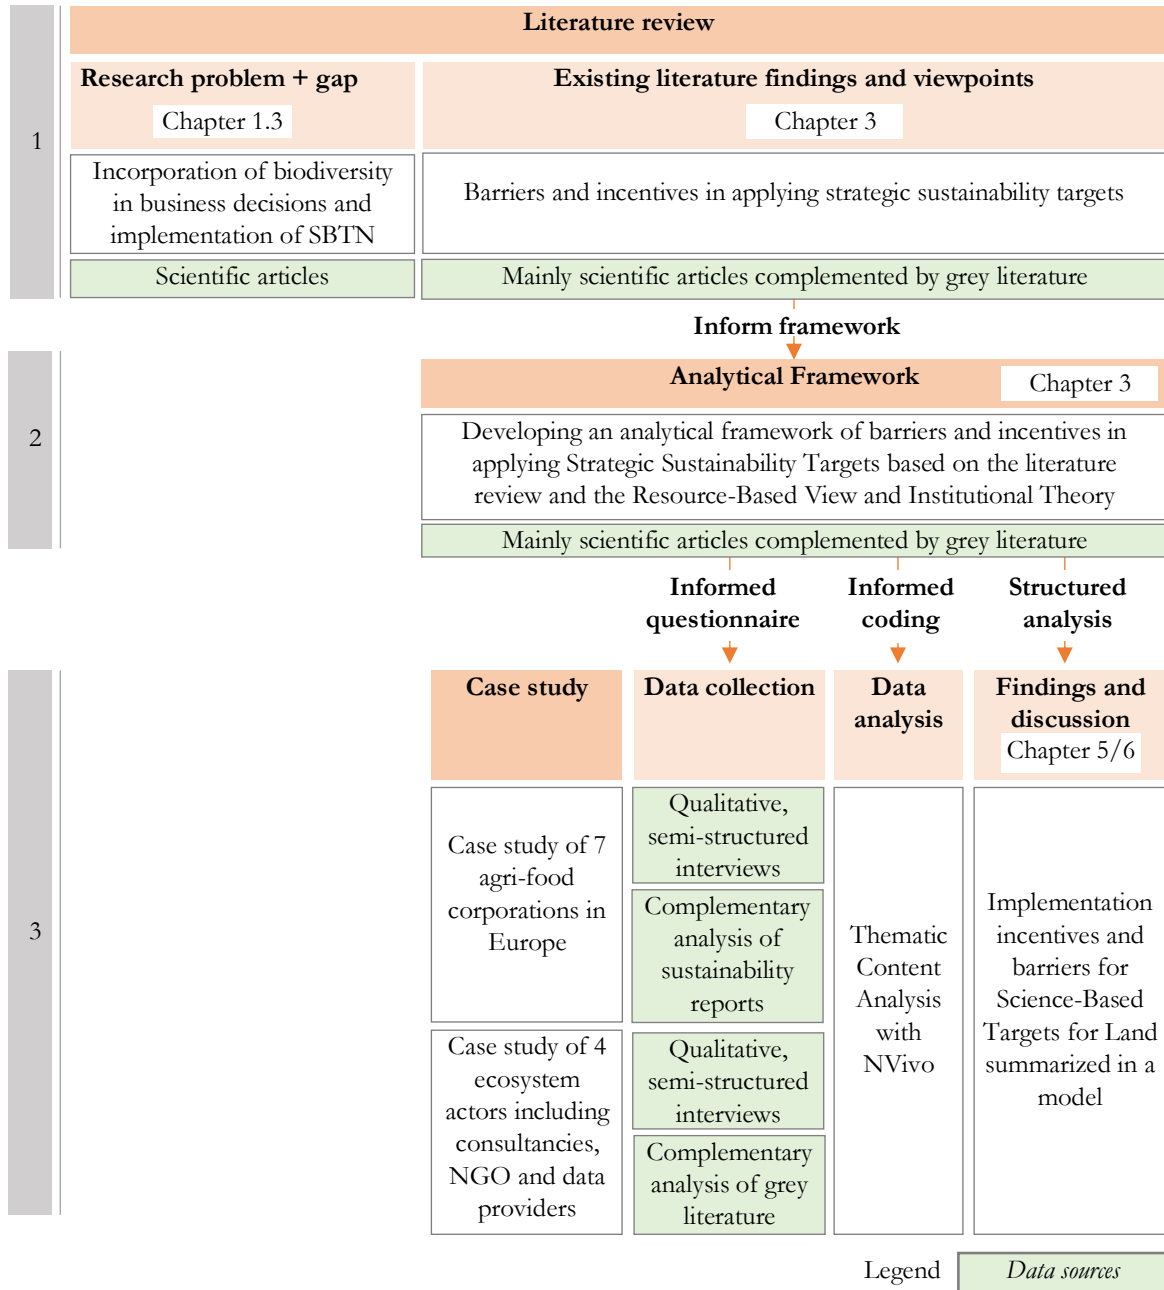 Literature review
1
Research problem + gap
Chapter 1.3
Incorporation of biodiversity
in business decisions and
implementation of SBTN
Scientific articles
Existing literature findings and viewpoints
Chapter 3
Barriers and incentives in applying strategic sustainability targets
Mainly scientific articles complemented by grey literature
Inform framework
2
Analytical Framework
Chapter 3
Developing an analytical framework of barriers and incentives in
applying Strategic Sustainability Targets based on the literature
review and the Resource-Based View and Institutional Theory
Mainly scientific articles complemented by grey literature
Informed
questionnaire
Informed
coding
Structured
analysis
3
Case study
Case study of 7
agri-food
corporations in
Europe
Case study of 4
ecosystem
actors including
consultancies,
NGO and data
providers
Data collection
Qualitative,
semi-structured
interviews
Complementary
analysis of
sustainability
reports
Qualitative,
semi-structured
interviews
Complementary
analysis of grey
literature
Data
analysis
Thematic
Content
Analysis
with
NVivo
Findings and
discussion
Chapter 5/6
Implementation
incentives and
barriers for
Science-Based
Targets for Land
summarized in a
model
Legend
Data sources